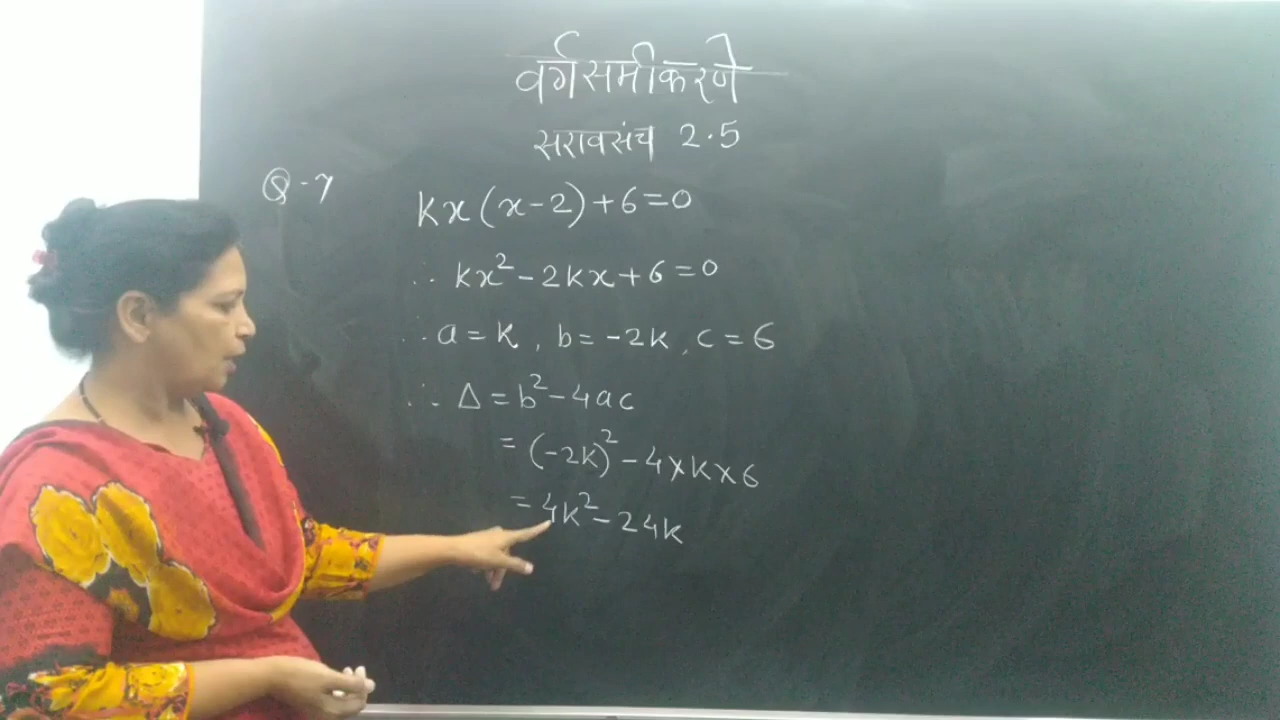 वर्गसमीकरणे
सरावसंच 2.5
Q-7
kx(x-2)+6=0
∴ kx²-2kx+6=0
∴ a=k, b=-2k, c=6
∴ Δ=b²-4ac
=(-2k)²-4×k×6
=4k²-24k